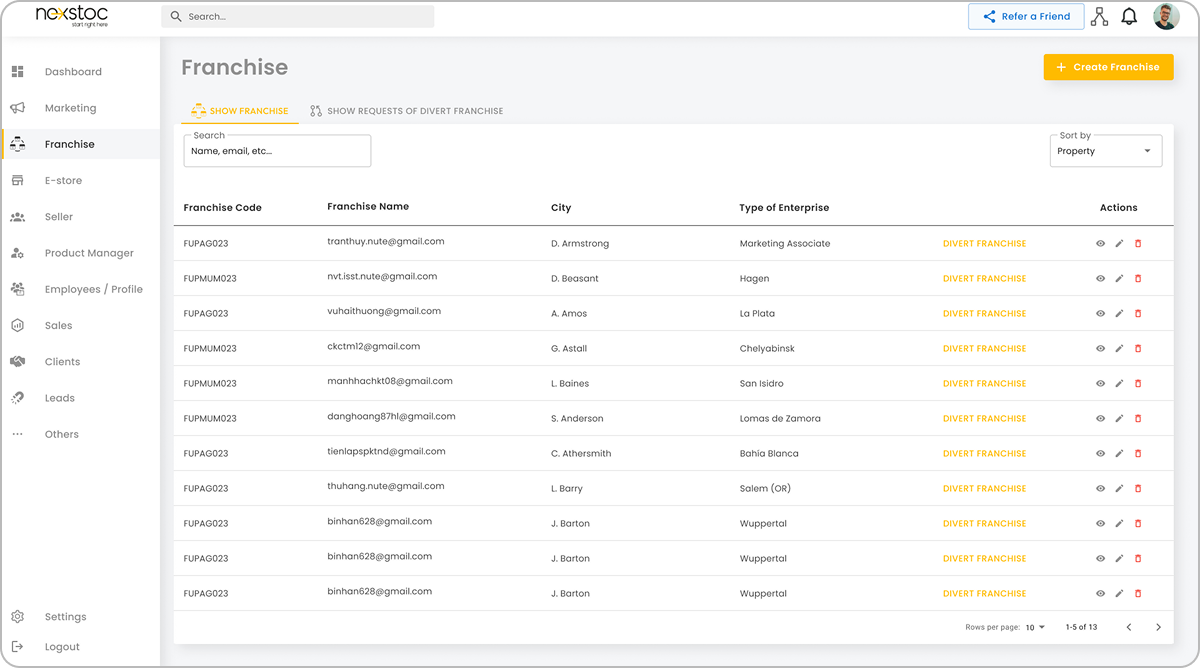 nexstoc
start right here
Search...
Refer a Friend
Dashboard
Marketing
Franchise
E-store
Seller
Product Manager
Employees / Profile
Sales
Clients
Leads
Others
Settings
Logout
Franchise
Create Franchise
SHOW FRANCHISE SHOW REQUESTS OF DIVERT FRANCHISE
Search
Name, email, etc...
Sort by
Property
Franchise Code Franchise Name City Type of Enterprise Actions
FUPAG023 tranthuy.nute@gmail.com D. Armstrong Marketing Associate DIVERT FRANCHISE
FUPMUM023 nvt.isst.nute@gmail.com D. Beasant Hagen DIVERT FRANCHISE
FUPAG023 vuhaithuong@gmail.com A. Amos La Plata DIVERT FRANCHISE
FUPMUM023 ckctm12@gmail.com G. Astall Chelyabinsk DIVERT FRANCHISE
FUPMUM023 manhhachkt08@gmail.com L. Baines San Isidro DIVERT FRANCHISE
FUPMUM023 danghoang87hl@gmail.com S. Anderson Lomas de Zamora DIVERT FRANCHISE
FUPAG023 tienlapspktnd@gmail.com C. Athersmith Bahía Blanca DIVERT FRANCHISE
FUPAG023 thuhang.nute@gmail.com L. Barry Salem (OR) DIVERT FRANCHISE
FUPAG023 binhan628@gmail.com J. Barton Wuppertal DIVERT FRANCHISE
FUPAG023 binhan628@gmail.com J. Barton Wuppertal DIVERT FRANCHISE
FUPAG023 binhan628@gmail.com J. Barton Wuppertal DIVERT FRANCHISE
Rows per page: 10 1-5 of 13